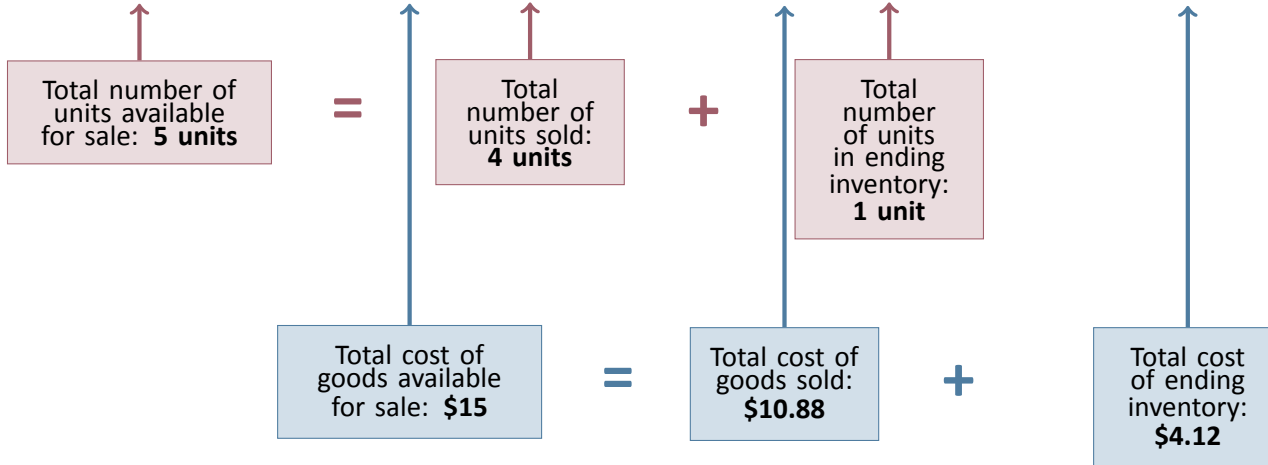 Total number of
units available
for sale: 5 units
=
Total
number of
units sold:
4 units
+
Total
number
of units
in ending
inventory:
1 unit
Total cost of
goods available
for sale: $15
=
Total cost of
goods sold:
$10.88
+
Total cost
of ending
inventory:
$4.12